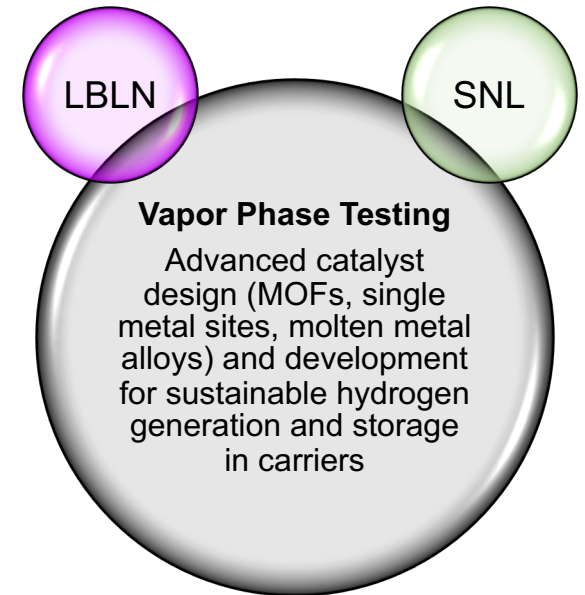 LBLN
SNL
Vapor Phase Testing
Advanced catalyst
design (MOFs, single
metal sites, molten metal
alloys) and development
for sustainable hydrogen
generation and storage
in carriers